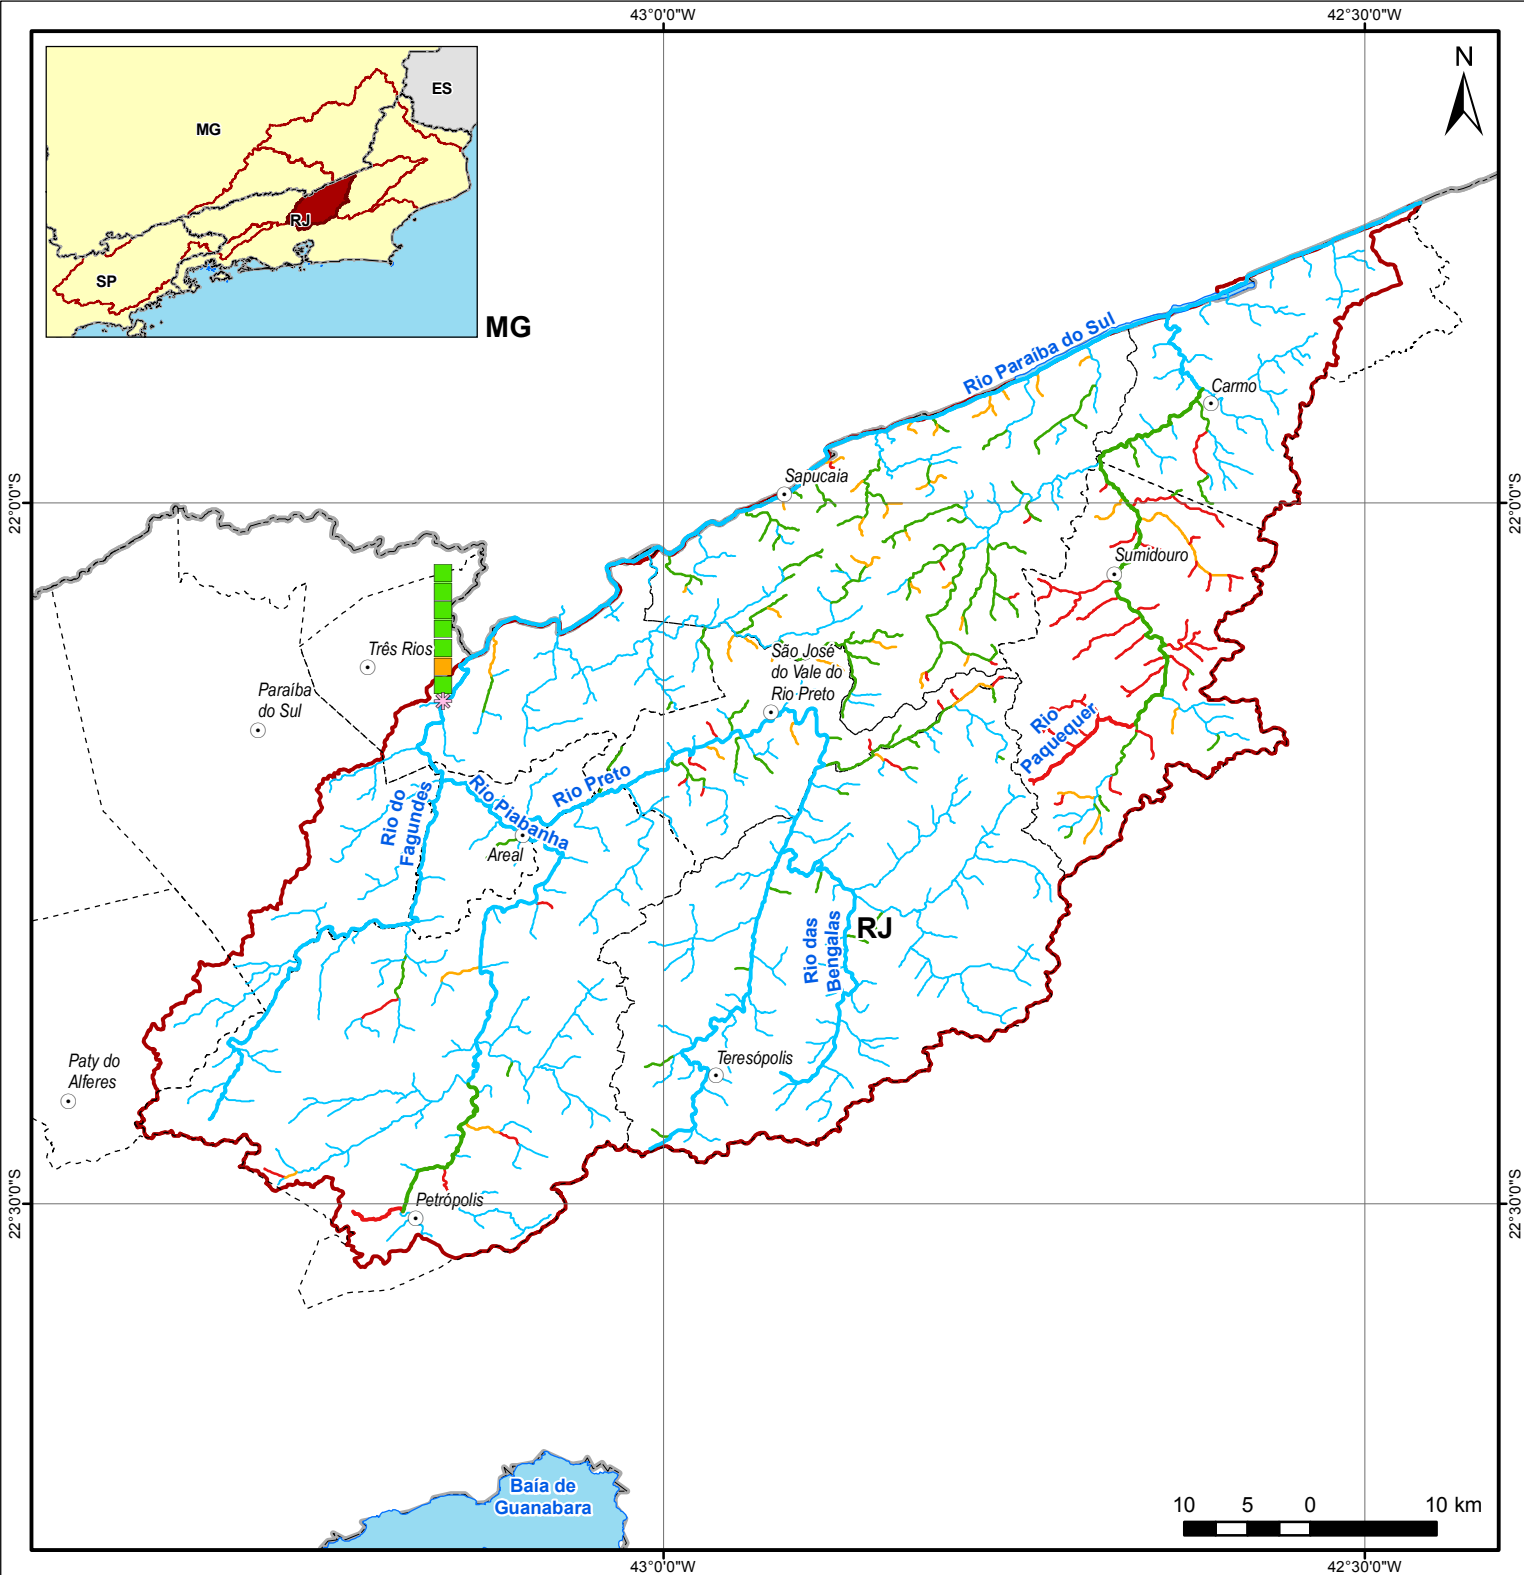 43°0'0"W
42°30'0"W
N
ES
MG
RJ
SP
MG
Rio Paraíba do Sul
Carmo
Sapucaia
22°0'0"S
22°0'0"S
Sumidouro
Três Rios
São José
do Vale do
Rio Preto
Paraíba
do Sul
Rio
Paquequer
Rio Preto
Rio Piabanha
Rio do
Fagundes
Areal
RJ
Rio das
Bengalas
Teresópolis
Paty do
Alferes
22°30'0"S
22°30'0"S
Petrópolis
Baía de
Guanabara
10 5 0 10 km
43°0'0"W
42°30'0"W